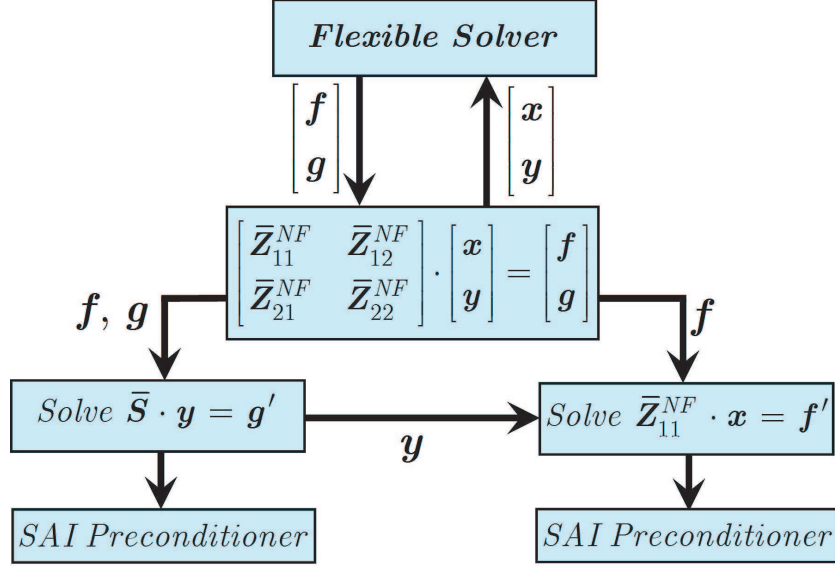 Flexible Solver
[f g]
[x y]
[Z̄₁₁^NF Z̄₁₂^NF
Z̄₂₁^NF Z̄₂₂^NF] · [x y] = [f g]
f, g
f
Solve S̄ · y = g′
y
Solve Z̄₁₁^NF · x = f′
SAI Preconditioner
SAI Preconditioner